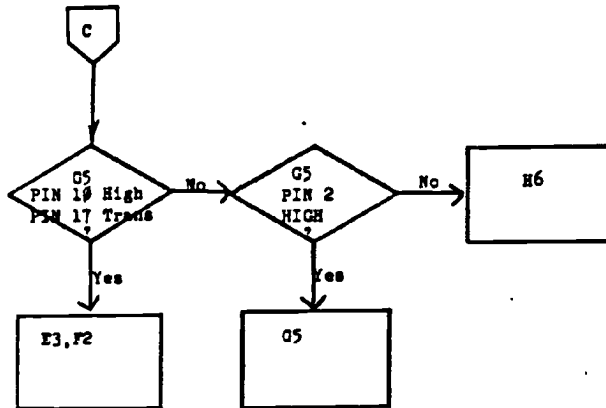 C
G5
PIN 10 High
PIN 17 Trans
?
No
G5
PIN 2
HIGH
?
No
H6
Yes
Yes
E3,F2
G5